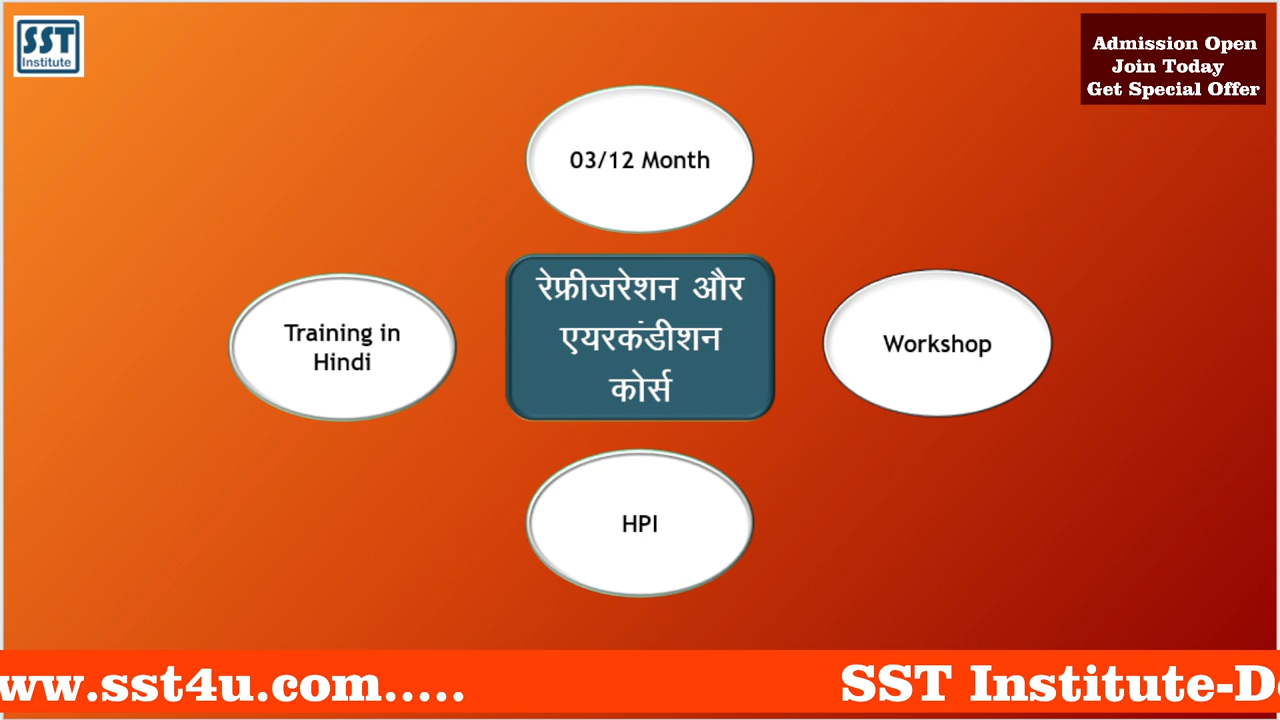 SST
Institute
Admission Open
Join Today
Get Special Offer
03/12 Month
Training in
Hindi
रेफ्रीजरेशन और
एयरकंडीशन
कोर्स
Workshop
HPI
ww.sst4u.com..... SST Institute-D